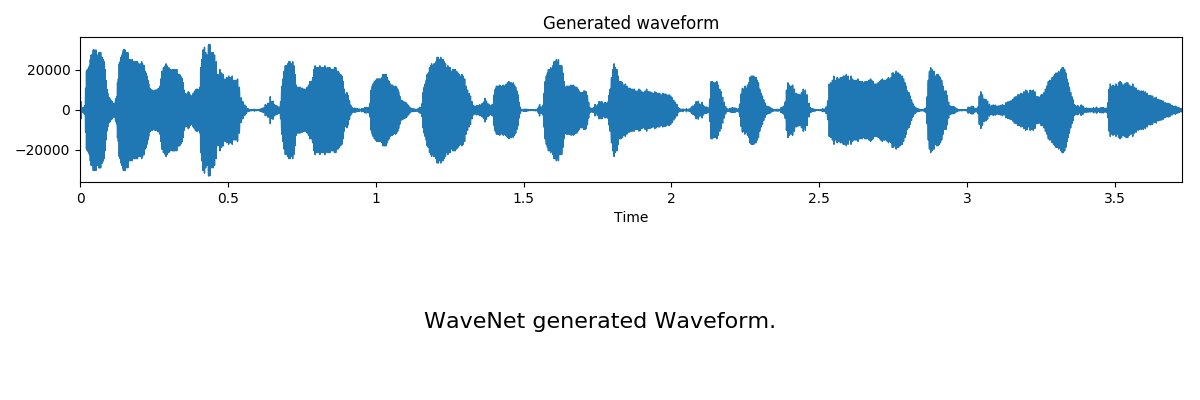 Generated waveform
20000
0
−20000
0 0.5 1 1.5 2 2.5 3 3.5
Time
WaveNet generated Waveform.